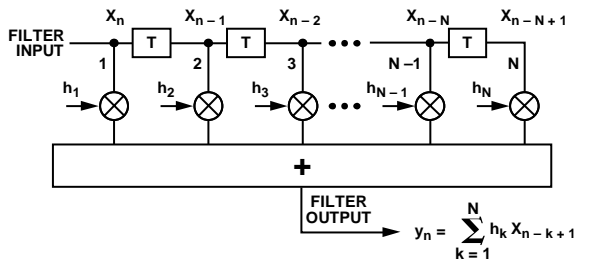 Xn Xn – 1 Xn – 2 Xn – N Xn – N + 1
FILTER
INPUT
T T T
1 2 3 N –1 N
h1 h2 h3 hN – 1 hN
+
FILTER
OUTPUT
yn = N ∑ k = 1 hk Xn – k + 1